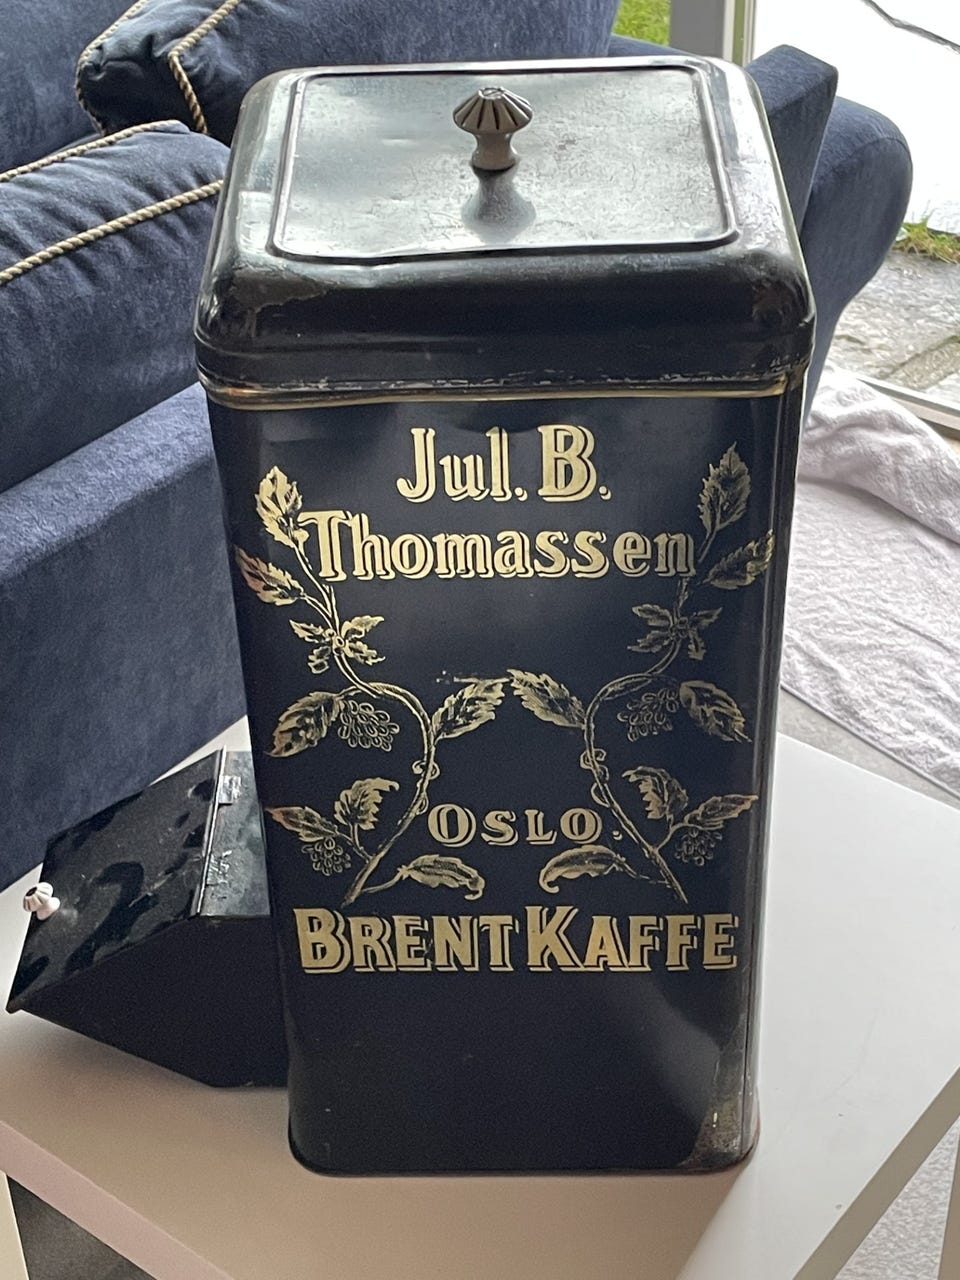 Jul. B.
Thomassen
OSLO.
BRENT KAFFE